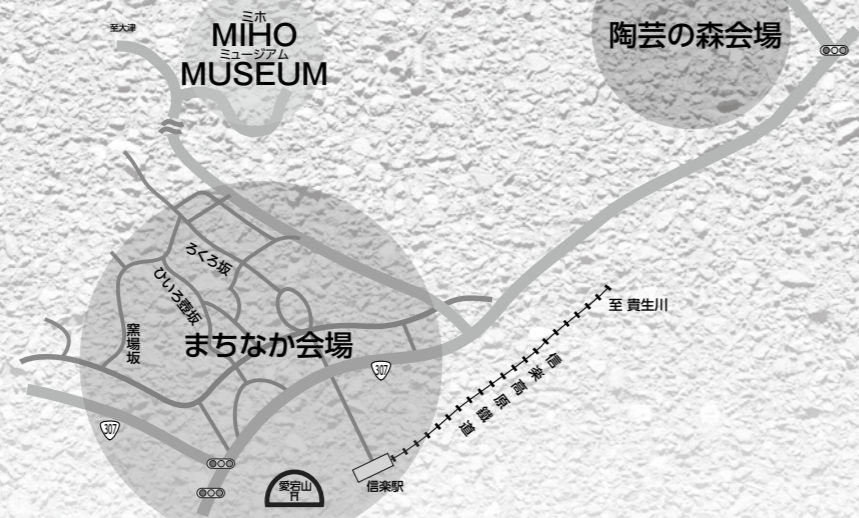 至大津
ミホ
MIHO
ミュージアム
MUSEUM
陶芸の森会場
ろくろ坂
ひいろ壺坂
窯場坂
まちなか会場
307
307
至 貴生川
信楽高原鐵道
愛宕山
信楽駅